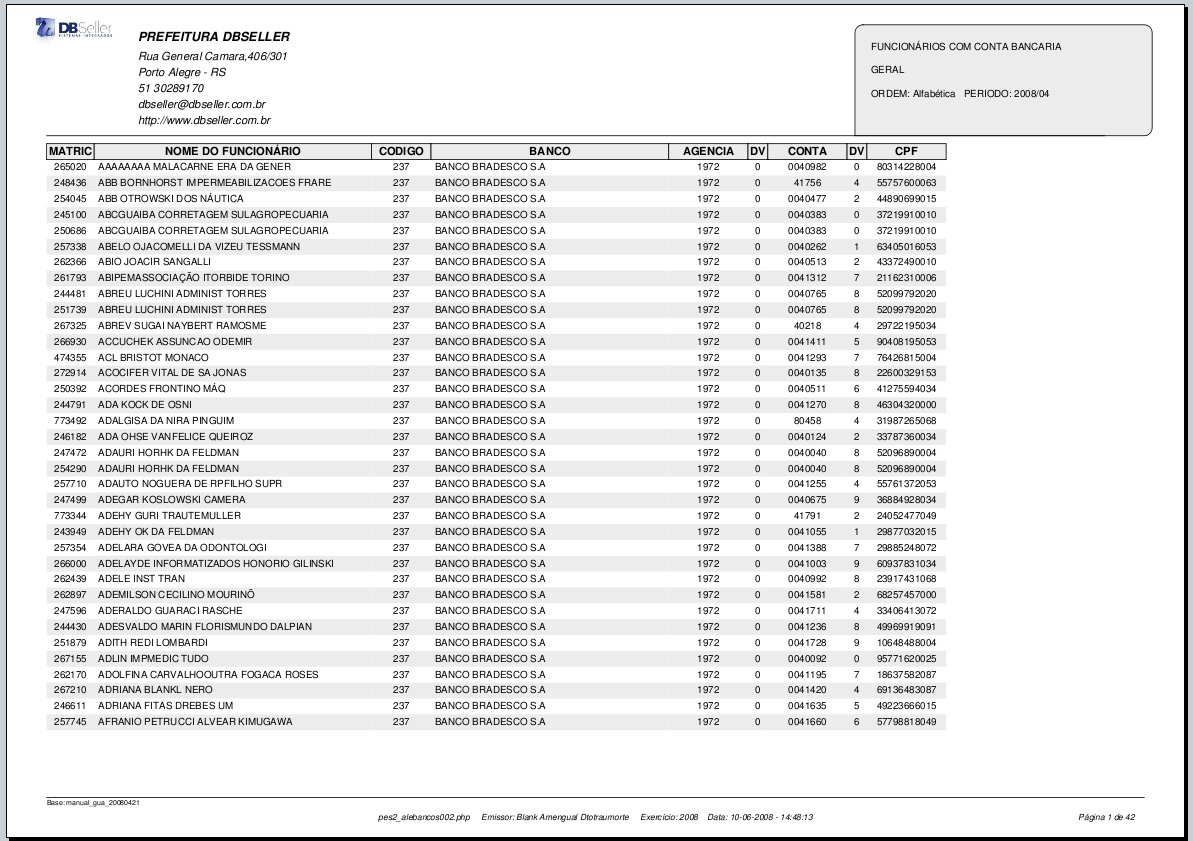 DBSeller
SISTEMAS INTEGRADOS
PREFEITURA DBSELLER
Rua General Camara,406/301
Porto Alegre - RS
51 30289170
dbseller@dbseller.com.br
http://www.dbseller.com.br
FUNCIONÁRIOS COM CONTA BANCARIA
GERAL
ORDEM: Alfabética PERIODO: 2008/04
MATRIC NOME DO FUNCIONÁRIO CODIGO BANCO AGENCIA DV CONTA DV CPF
265020 AAAAAAAA MALACARNE ERA DA GENER 237 BANCO BRADESCO S.A 1972 0 0040982 0 80314228004
248436 ABB BORNHORST IMPERMEABILIZACOES FRARE 237 BANCO BRADESCO S.A 1972 0 41756 4 55757600063
254045 ABB OTROWSKI DOS NÁUTICA 237 BANCO BRADESCO S.A 1972 0 0040477 2 44890699015
245100 ABCGUAIBA CORRETAGEM SULAGROPECUARIA 237 BANCO BRADESCO S.A 1972 0 0040383 0 37219910010
250686 ABCGUAIBA CORRETAGEM SULAGROPECUARIA 237 BANCO BRADESCO S.A 1972 0 0040383 0 37219910010
257338 ABELO OJACOMELLI DA VIZEU TESSMANN 237 BANCO BRADESCO S.A 1972 0 0040262 1 63405016053
262366 ABIO JOACIR SANGALLI 237 BANCO BRADESCO S.A 1972 0 0040513 2 43372490010
261793 ABIPEMASSOCIAÇÃO ITORBIDE TORINO 237 BANCO BRADESCO S.A 1972 0 0041312 7 21162310006
244481 ABREU LUCHINI ADMINIST TORRES 237 BANCO BRADESCO S.A 1972 0 0040765 8 52099792020
251739 ABREU LUCHINI ADMINIST TORRES 237 BANCO BRADESCO S.A 1972 0 0040765 8 52099792020
267325 ABREV SUGAI NAYBERT RAMOSME 237 BANCO BRADESCO S.A 1972 0 40218 4 29722195034
266930 ACCUCHEK ASSUNCAO ODEMIR 237 BANCO BRADESCO S.A 1972 0 0041411 5 90408195053
474355 ACL BRISTOT MONACO 237 BANCO BRADESCO S.A 1972 0 0041293 7 76426815004
272914 ACOCIFER VITAL DE SA JONAS 237 BANCO BRADESCO S.A 1972 0 0040135 8 22600329153
250392 ACORDES FRONTINO MÁQ 237 BANCO BRADESCO S.A 1972 0 0040511 6 41275594034
244791 ADA KOCK DE OSNI 237 BANCO BRADESCO S.A 1972 0 0041270 8 46304320000
773492 ADALGISA DA NIRA PINGUIM 237 BANCO BRADESCO S.A 1972 0 80458 4 31987265068
246182 ADA OHSE VANFELICE QUEIROZ 237 BANCO BRADESCO S.A 1972 0 0040124 2 33787360034
247472 ADAURI HORHK DA FELDMAN 237 BANCO BRADESCO S.A 1972 0 0040040 8 52096890004
254290 ADAURI HORHK DA FELDMAN 237 BANCO BRADESCO S.A 1972 0 0040040 8 52096890004
257710 ADAUTO NOGUERA DE RPFILHO SUPR 237 BANCO BRADESCO S.A 1972 0 0041255 4 55761372053
247499 ADEGAR KOSLOWSKI CAMERA 237 BANCO BRADESCO S.A 1972 0 0040675 9 36884928034
773344 ADEHY GURI TRAUTEMULLER 237 BANCO BRADESCO S.A 1972 0 41791 2 24052477049
243949 ADEHY OK DA FELDMAN 237 BANCO BRADESCO S.A 1972 0 0041055 1 29877032015
257354 ADELARA GOVEA DA ODONTOLOGI 237 BANCO BRADESCO S.A 1972 0 0041388 7 29885248072
266000 ADELAYDE INFORMATIZADOS HONORIO GILINSKI 237 BANCO BRADESCO S.A 1972 0 0041003 9 60937831034
262439 ADELE INST TRAN 237 BANCO BRADESCO S.A 1972 0 0040992 8 23917431068
262897 ADEMILSON CECILINO MOURINÕ 237 BANCO BRADESCO S.A 1972 0 0041581 2 68257457000
247596 ADERALDO GUARACI RASCHE 237 BANCO BRADESCO S.A 1972 0 0041711 4 33406413072
244430 ADESVALDO MARIN FLORISMUNDO DALPIAN 237 BANCO BRADESCO S.A 1972 0 0041236 8 49969919091
251879 ADITH REDI LOMBARDI 237 BANCO BRADESCO S.A 1972 0 0041728 9 10648488004
267155 ADLIN IMPMEDIC TUDO 237 BANCO BRADESCO S.A 1972 0 0040092 0 95771620025
262170 ADOLFINA CARVALHOOUTRA FOGACA ROSES 237 BANCO BRADESCO S.A 1972 0 0041195 7 18637582087
267210 ADRIANA BLANKL NERO 237 BANCO BRADESCO S.A 1972 0 0041420 4 69136483087
246611 ADRIANA FITAS DREBES UM 237 BANCO BRADESCO S.A 1972 0 0041635 5 49223666015
257745 AFRANIO PETRUCCI ALVEAR KIMUGAWA 237 BANCO BRADESCO S.A 1972 0 0041660 6 57798818049
Base: manual_gua_20080421
pes2_alebancos002.php Emissor: Blank Amengual Dtotraumorte Exercício: 2008 Data: 10-06-2008 - 14:48:13 Página 1 de 42